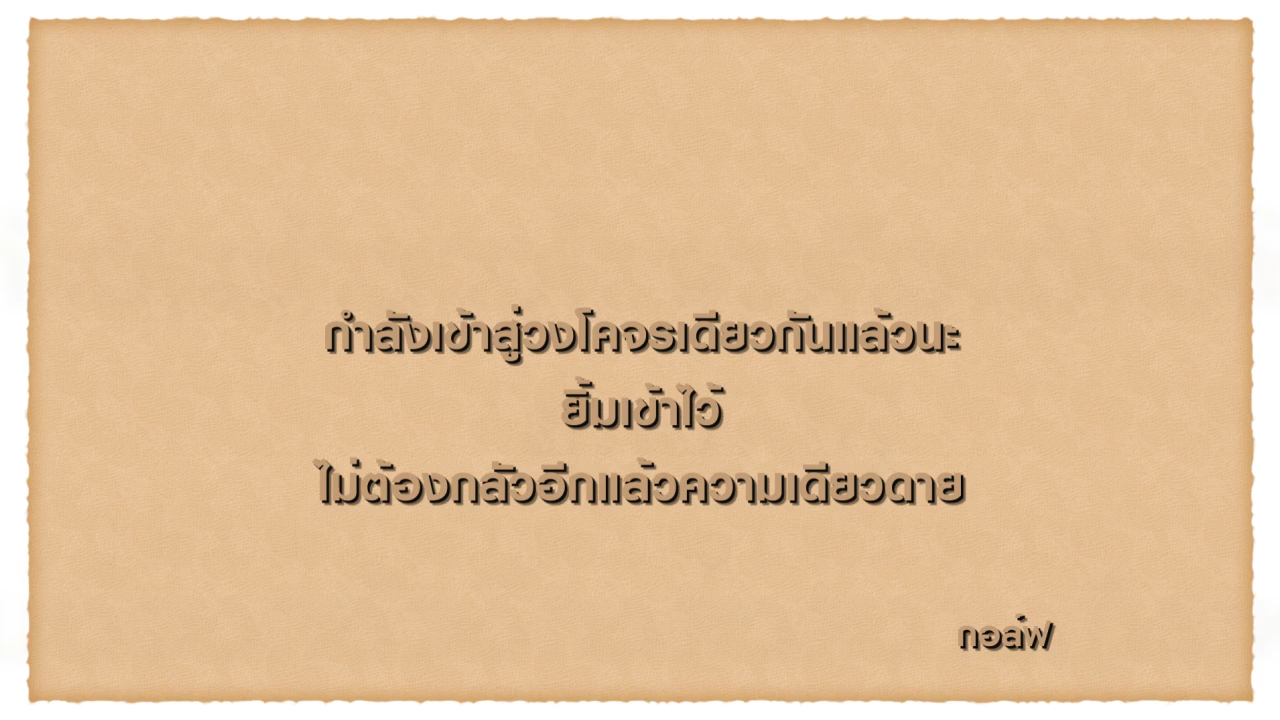 กำลังเข้าสู่วงโคจรเดียวกันแล้วนะ
ยิ้มเข้าไว้
ไม่ต้องกลัวอีกแล้วความเดียวดาย
กอล์ฟ